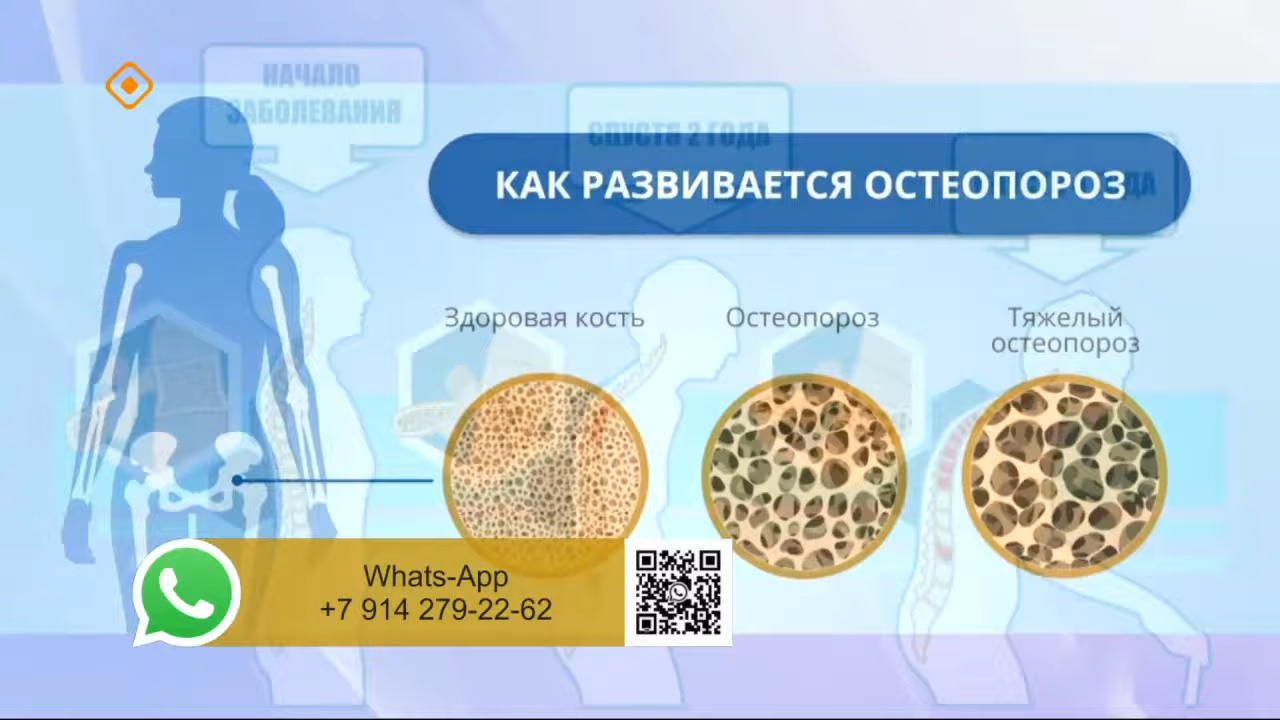 НАЧАЛО
ЗАБОЛЕВАНИЯ
СПУСТЯ 2 ГОДА
КАК РАЗВИВАЕТСЯ ОСТЕОПОРОЗ
Здоровая кость
Остеопороз
Тяжелый
остеопороз
Whats-App
+7 914 279-22-62